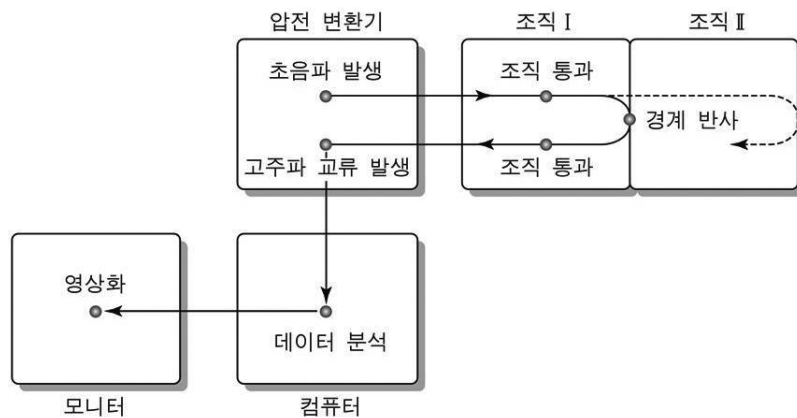 압전 변환기
조직 Ⅰ
조직 Ⅱ
초음파 발생
조직 통과
경계 반사
고주파 교류 발생
조직 통과
영상화
데이터 분석
모니터
컴퓨터